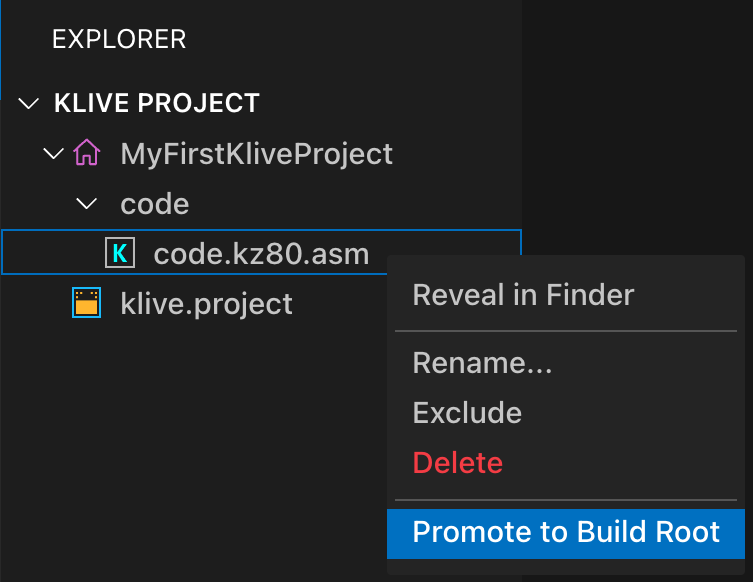 EXPLORER
KLIVE PROJECT
MyFirstKliveProject
code
K code.kz80.asm
klive.project
Reveal in Finder
Rename...
Exclude
Delete
Promote to Build Root